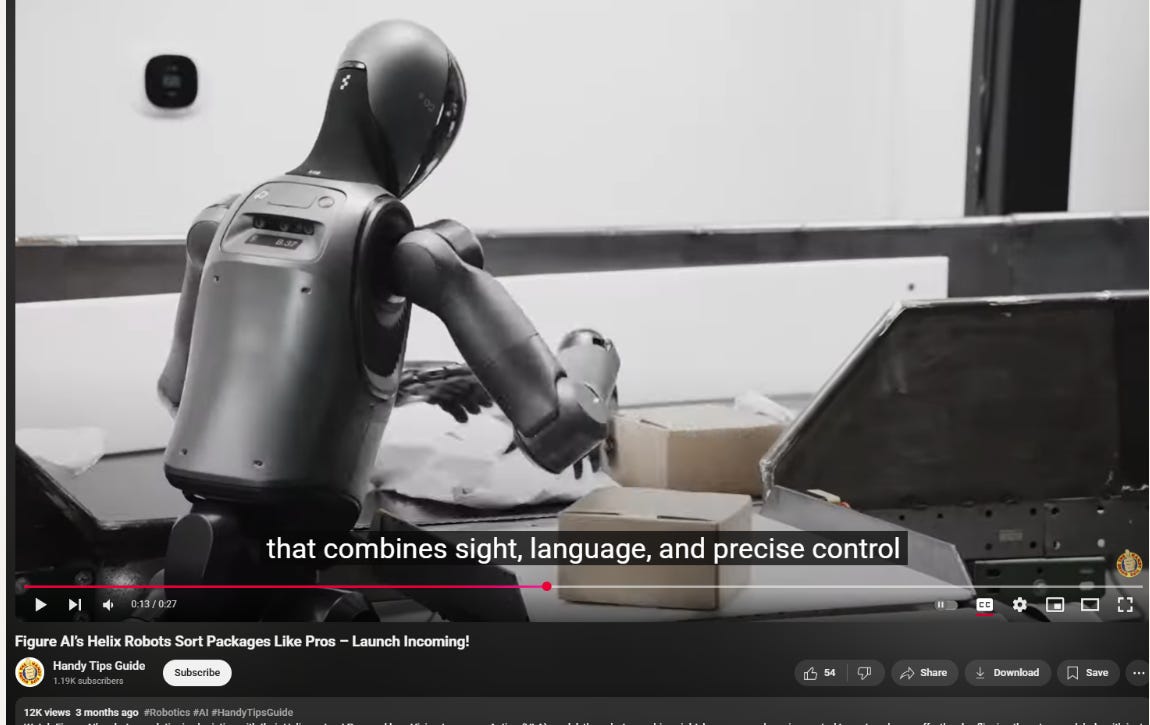 that combines sight, language, and precise control
0:13 / 0:27
CC
Figure AI's Helix Robots Sort Packages Like Pros – Launch Incoming!
Handy Tips Guide
1.19K subscribers
Subscribe
54
Share
Download
Save
12K views 3 months ago #Robotics #AI #HandyTipsGuide